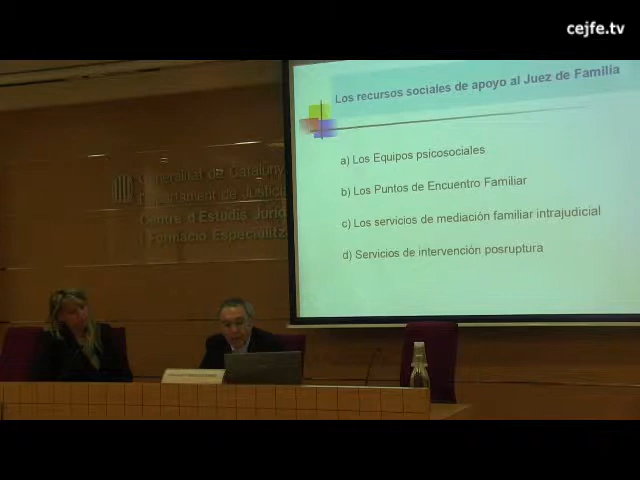 cejfe.tv
Los recursos sociales de apoyo al Juez de Familia
a) Los Equipos psicosociales
b) Los Puntos de Encuentro Familiar
c) Los servicios de mediación familiar intrajudicial
d) Servicios de intervención posruptura
Generalitat de Catalunya
Departament de Justícia
Centre d'Estudis Jurí
i Formació Especialitz